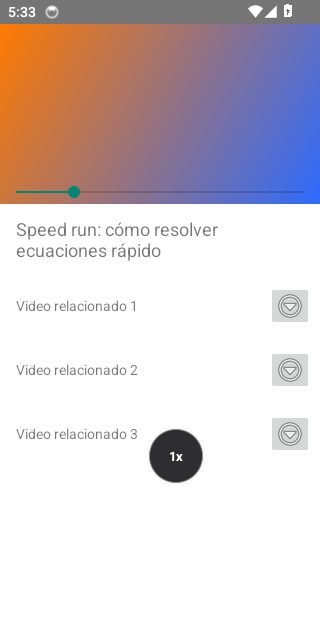 5:33
Speed run: cómo resolver
ecuaciones rápido
Video relacionado 1
Video relacionado 2
Video relacionado 3
1x